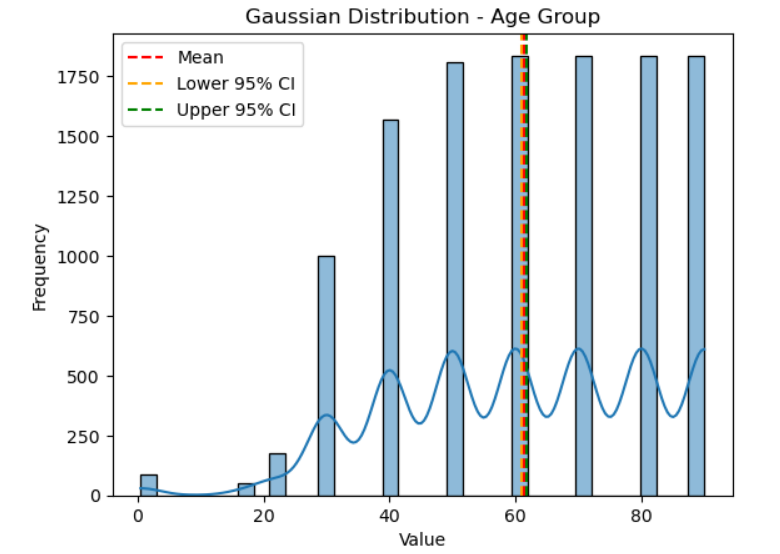 Gaussian Distribution - Age Group
Mean
Lower 95% CI
Upper 95% CI
1750
1500
1250
1000
750
500
250
0
Frequency
0 20 40 60 80
Value